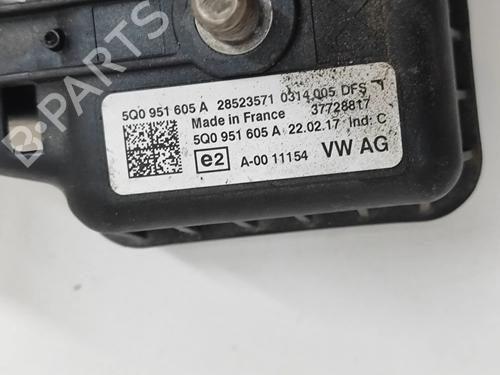 B-PARTS
5Q0 951 605 A 28523571 0314 005 DFS
Made in France 37728817
5Q0 951 605 A 22.02.17 Ind: C
e2 A-00 11154 VW AG